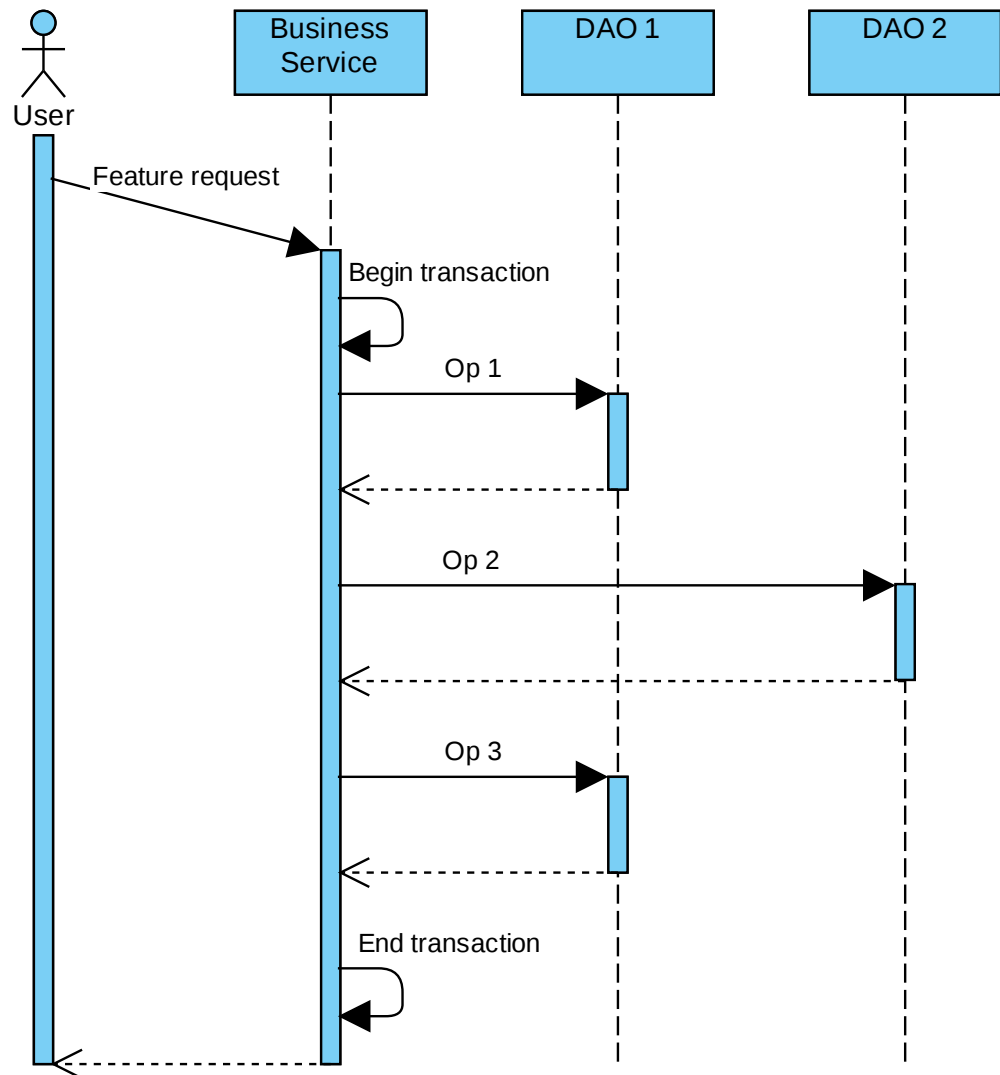 Business
Service
DAO 1
DAO 2
User
Feature request
Begin transaction
Op 1
Op 2
Op 3
End transaction